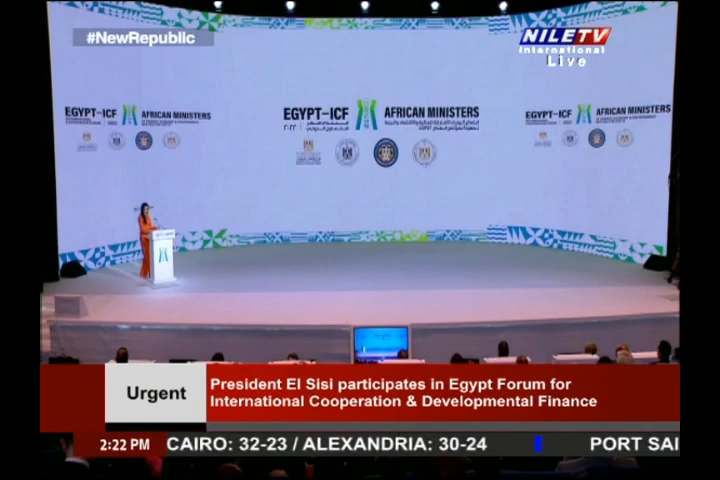 #NewRepublic
NILETV
International
Live
EGYPT-ICF
AFRICAN MINISTERS
EGYPT-ICF
AFRICAN MINISTERS
٢٠٢٢
EGYPT-ICF
AFRICAN MINISTERS
Urgent
President El Sisi participates in Egypt Forum for
International Cooperation & Developmental Finance
2:22 PM
CAIRO: 32-23 / ALEXANDRIA: 30-24
PORT SAI